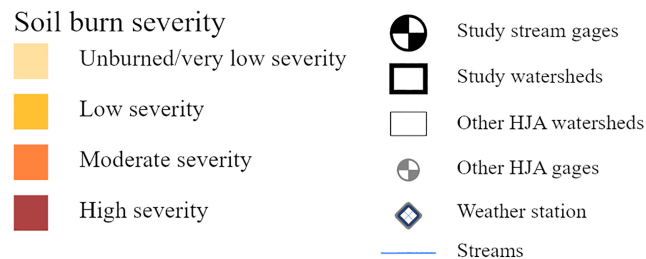 Soil burn severity
Unburned/very low severity
Low severity
Moderate severity
High severity
Study stream gages
Study watersheds
Other HJA watersheds
Other HJA gages
Weather station
Streams